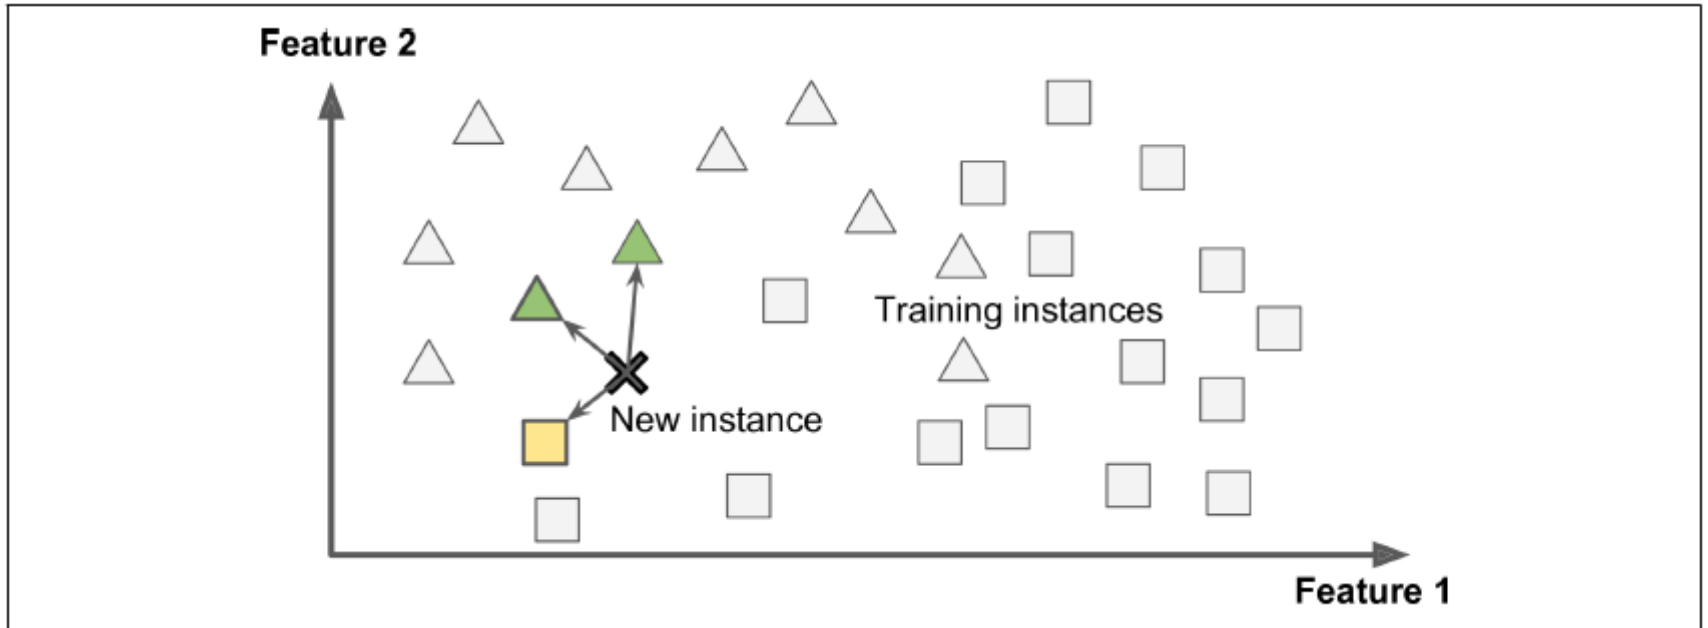 Feature 2
Training instances
New instance
Feature 1